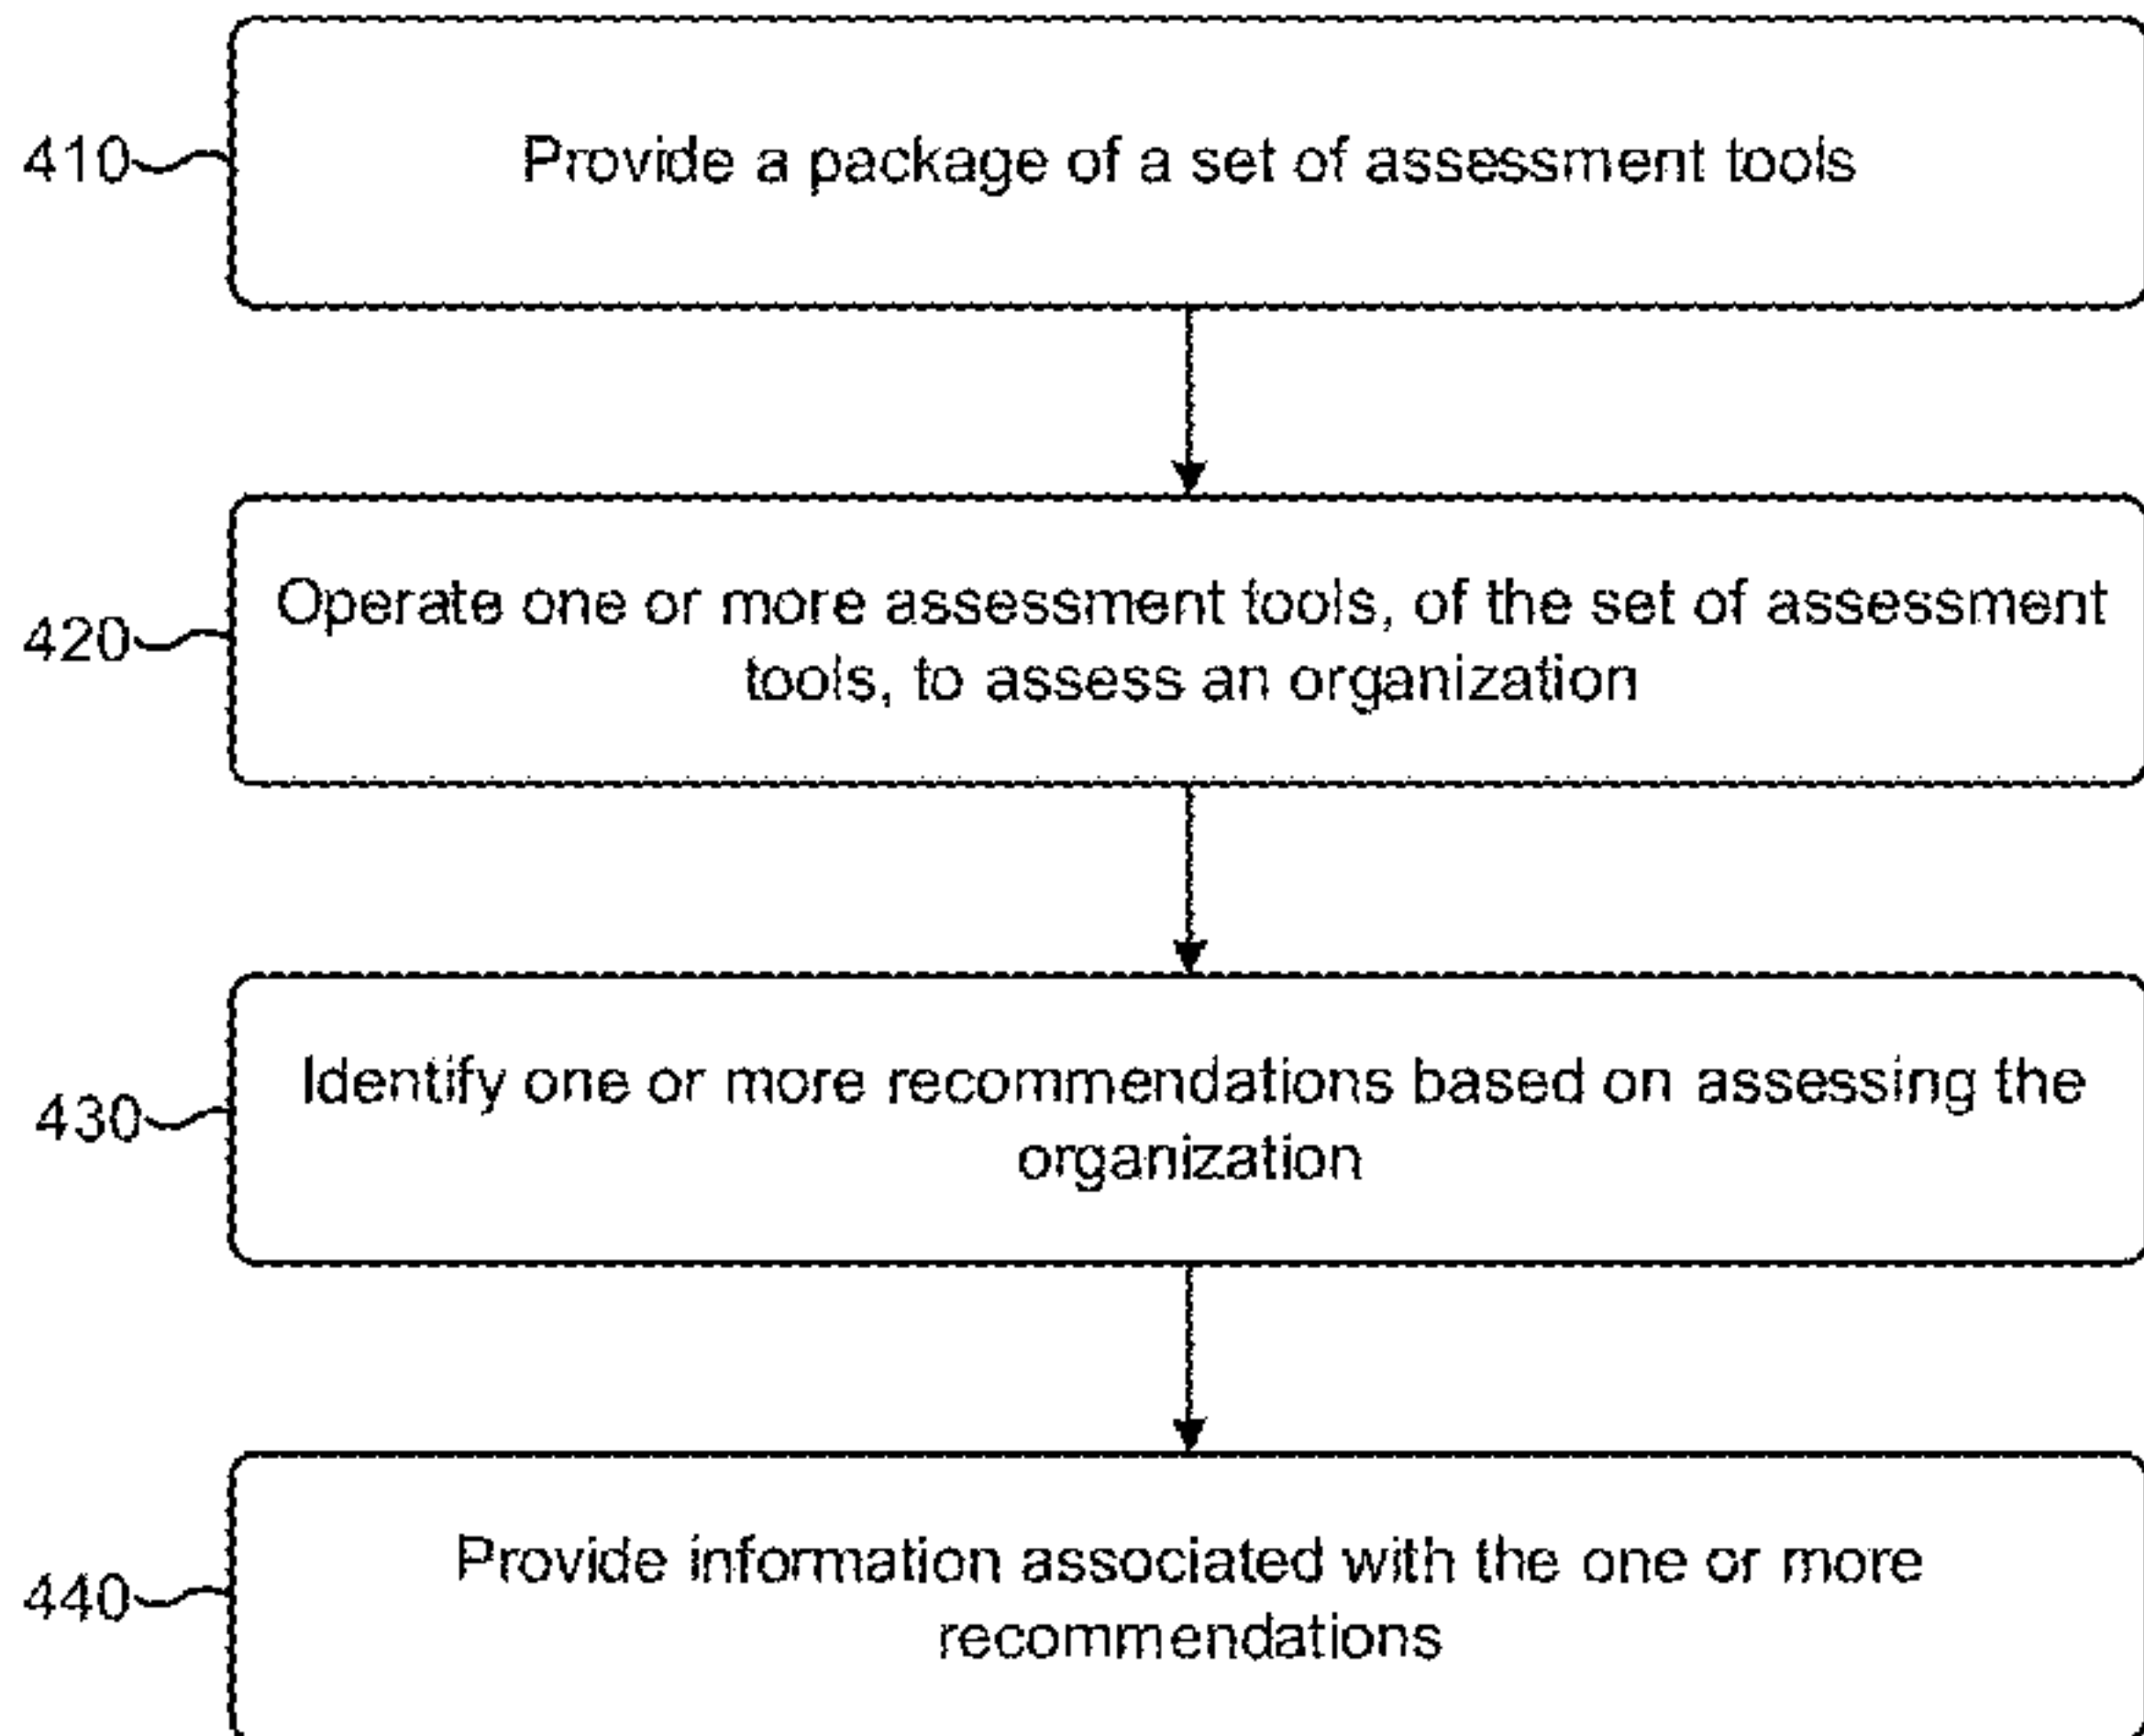 410
Provide a package of a set of assessment tools
420
Operate one or more assessment tools, of the set of assessment
tools, to assess an organization
430
Identify one or more recommendations based on assessing the
organization
440
Provide information associated with the one or more
recommendations